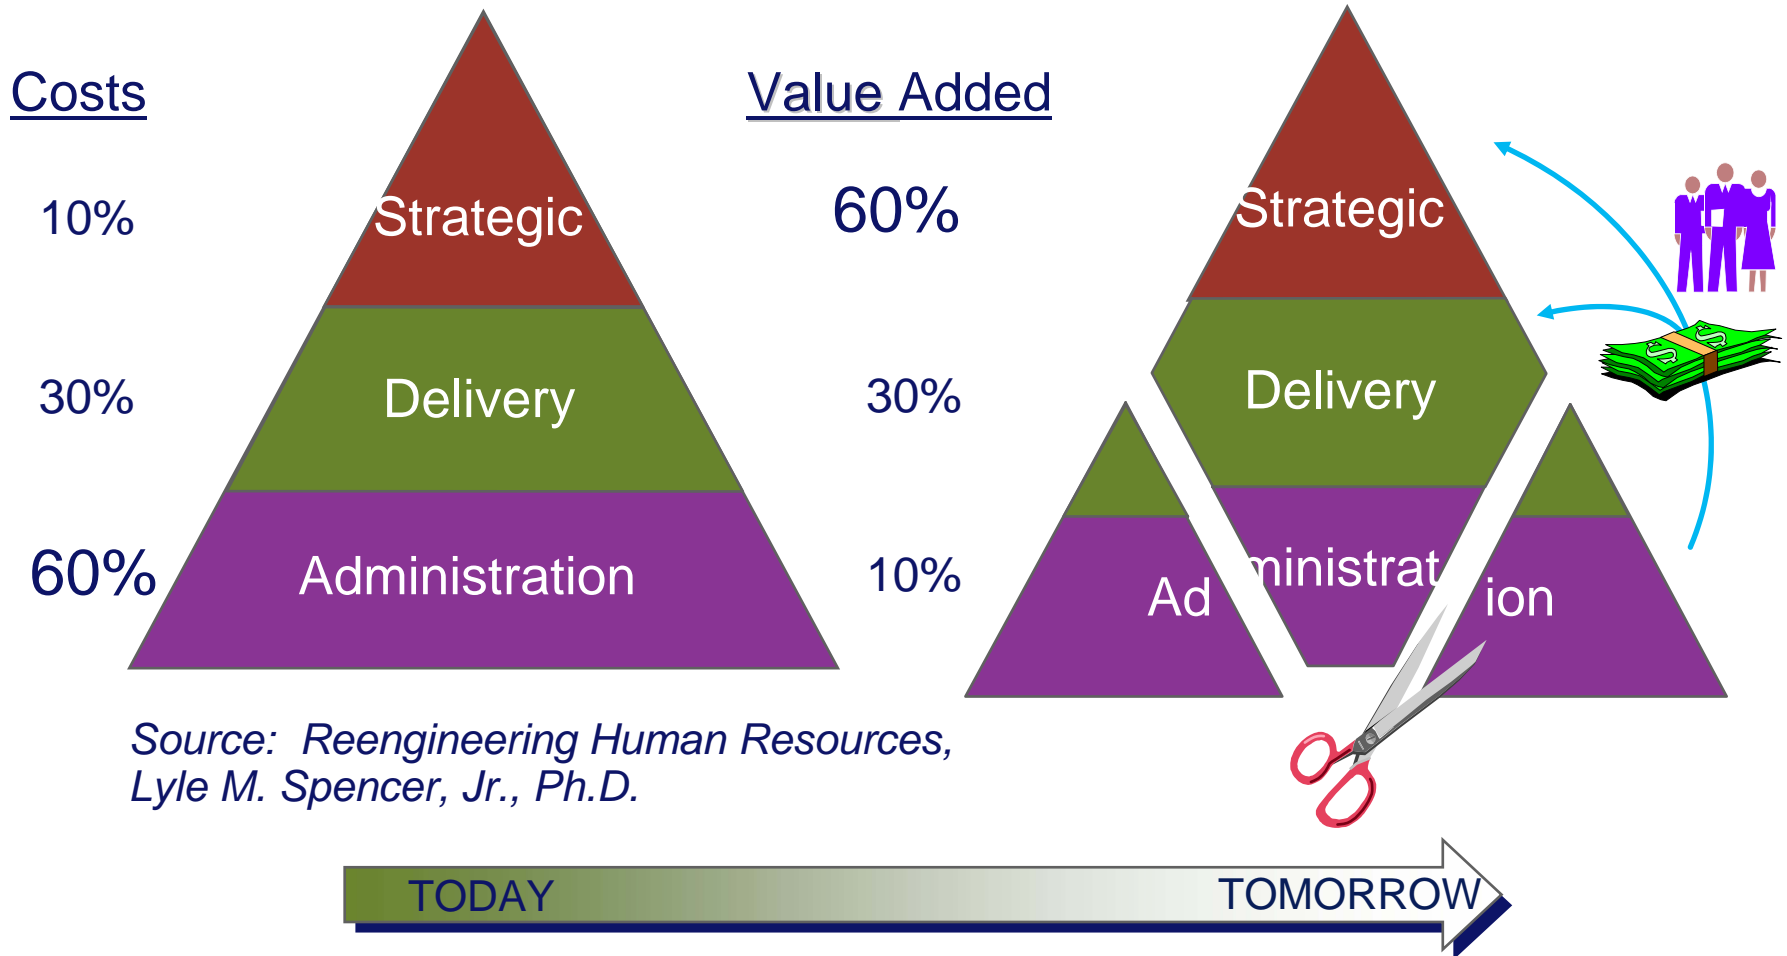 Costs
Value Added
10%
Strategic
60%
Strategic
30%
Delivery
30%
Delivery
60%
Administration
10%
Ad
ministrat
ion
Source: Reengineering Human Resources,
Lyle M. Spencer, Jr., Ph.D.
TODAY
TOMORROW